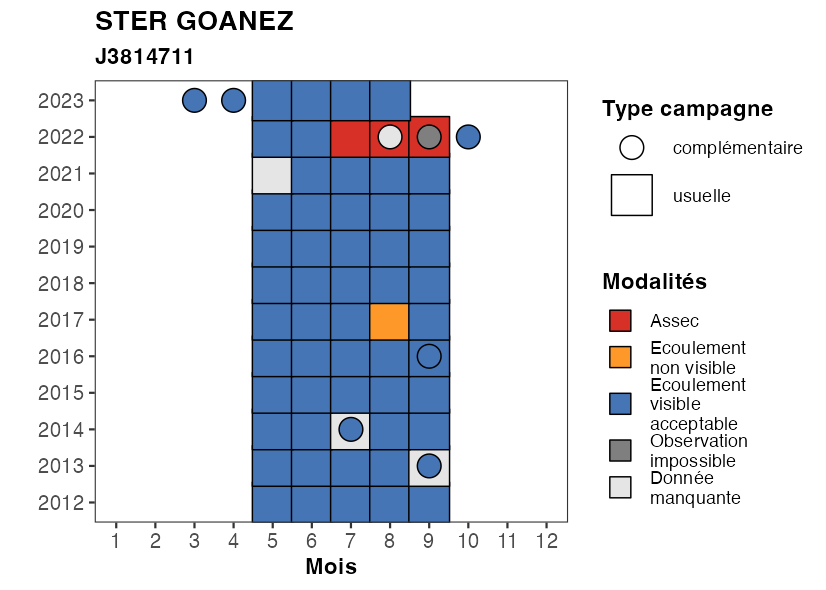 STER GOANEZ
J3814711
2023
2022
2021
2020
2019
2018
2017
2016
2015
2014
2013
2012
1 2 3 4 5 6 7 8 9 10 11 12
Mois
Type campagne
complémentaire
usuelle
Modalités
Assec
Ecoulement
non visible
Ecoulement
visible
acceptable
Observation
impossible
Donnée
manquante